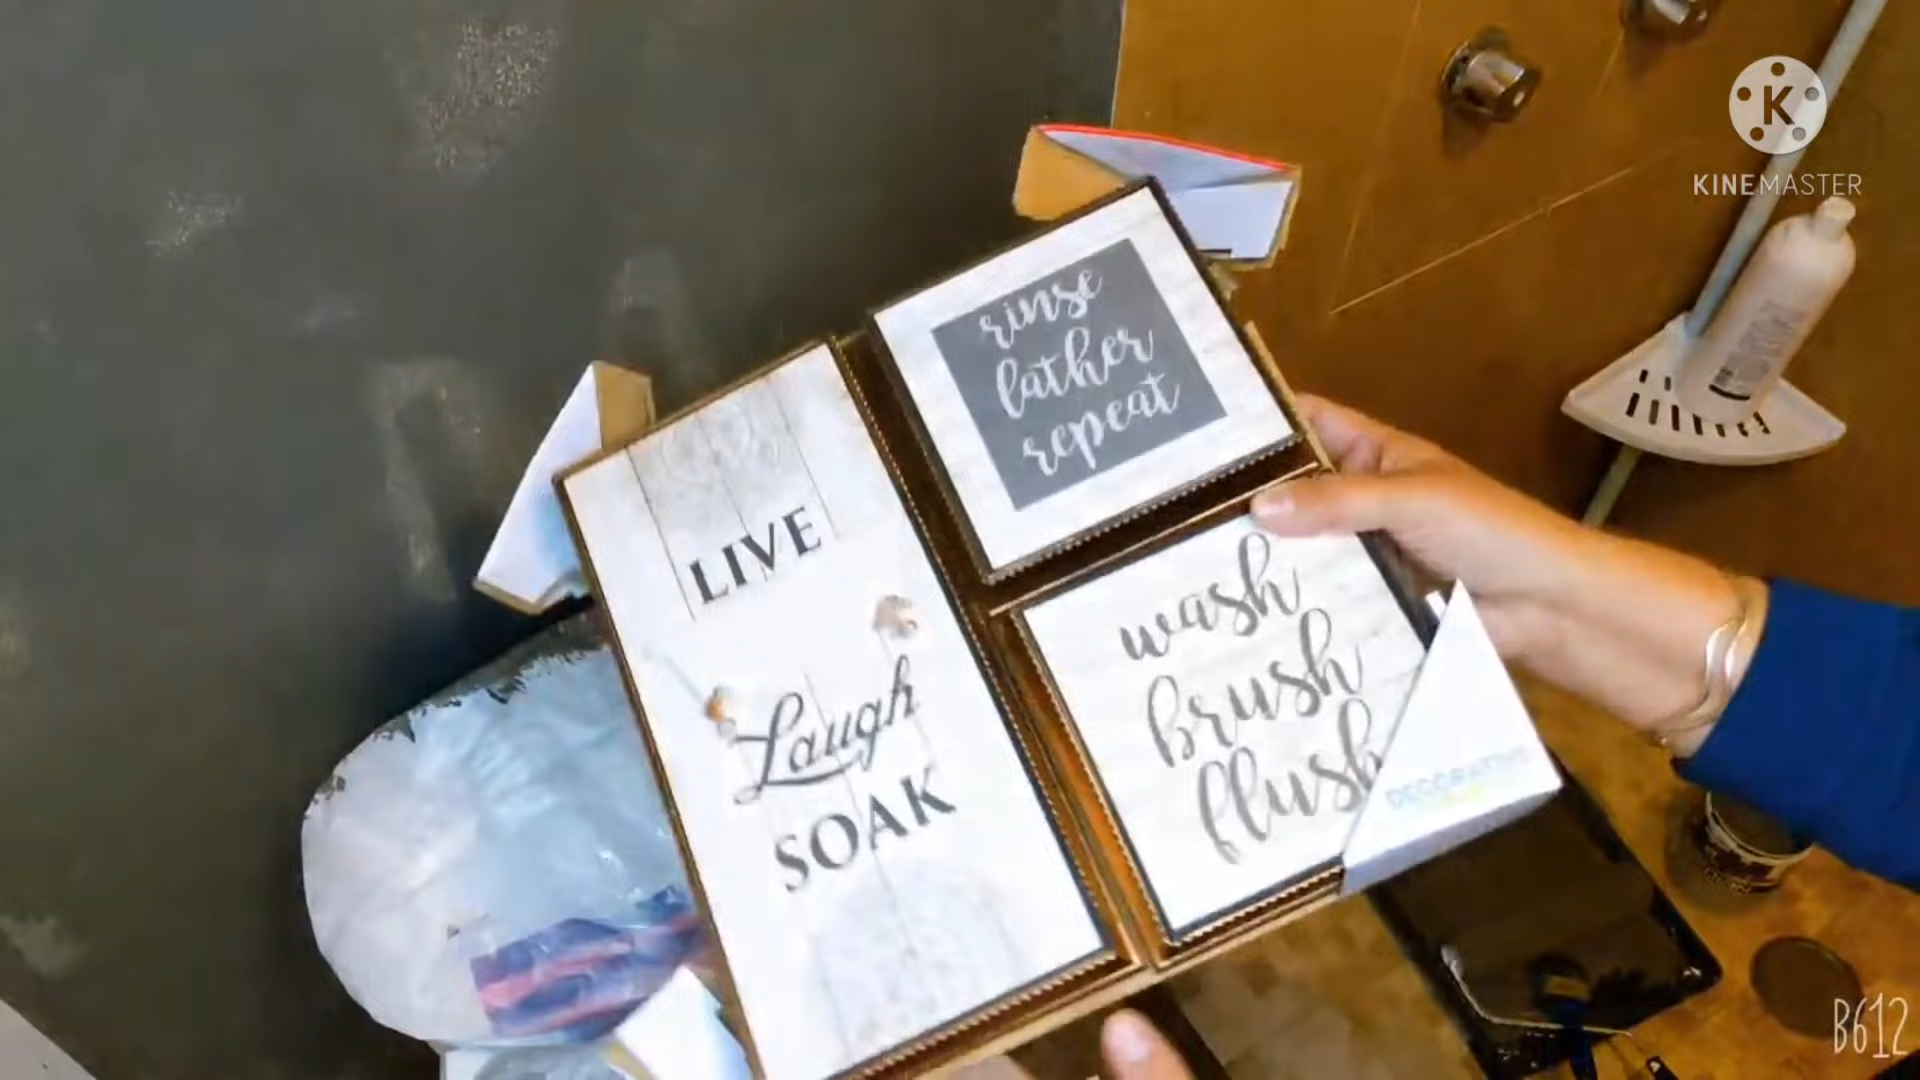 KINEMASTER
rinse
lather
repeat
LIVE
Laugh
SOAK
wash
brush
flush
DECORATIVE
B612